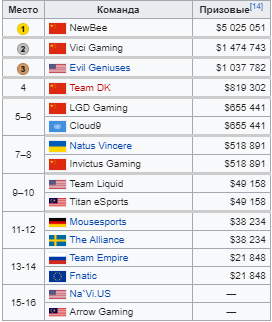 Место Команда Призовые[14]
1 NewBee $5 025 051
2 Vici Gaming $1 474 743
3 Evil Geniuses $1 037 782
4 Team DK $819 302
5–6 LGD Gaming $655 441
Cloud9 $655 441
7–8 Natus Vincere $518 891
Invictus Gaming $518 891
9–10 Team Liquid $49 158
Titan eSports $49 158
11-12 Mousesports $38 234
The Alliance $38 234
13-14 Team Empire $21 848
Fnatic $21 848
15-16 Na`Vi.US —
Arrow Gaming —